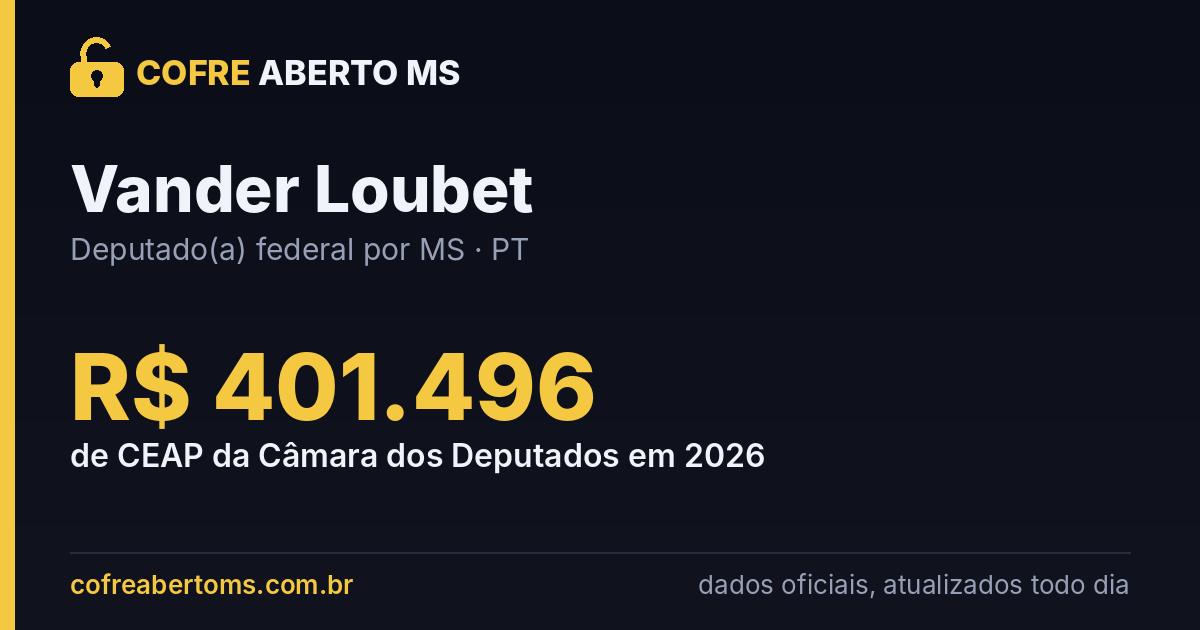 COFRE ABERTO MS
Vander Loubet
Deputado(a) federal por MS · PT
R$ 401.496
de CEAP da Câmara dos Deputados em 2026
cofreabertoms.com.br
dados oficiais, atualizados todo dia